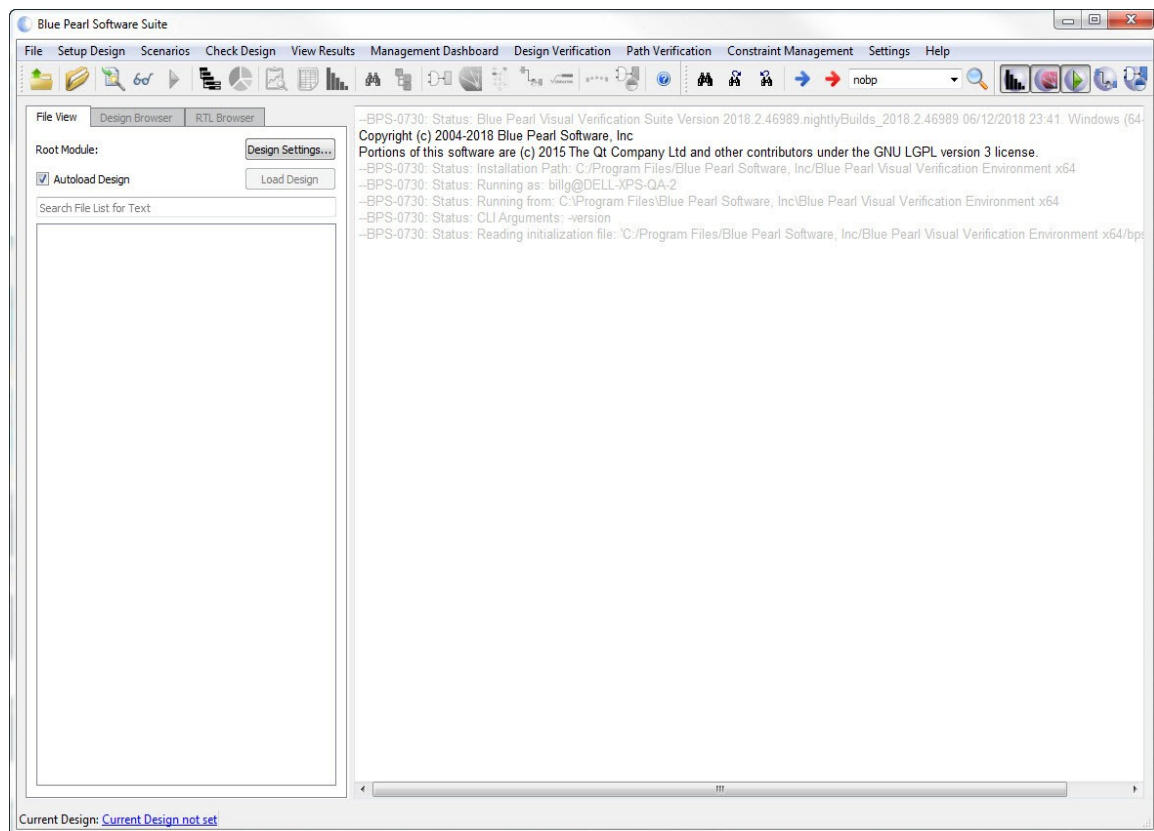 Blue Pearl Software Suite
File Setup Design Scenarios Check Design View Results Management Dashboard Design Verification Path Verification Constraint Management Settings Help
nobp
File View Design Browser RTL Browser
Root Module: Design Settings...
Autoload Design Load Design
Search File List for Text
--BPS-0730: Status: Blue Pearl Visual Verification Suite Version 2018.2.46989.nightlyBuilds_2018.2.46989 06/12/2018 23:41 Windows (64-
Copyright (c) 2004-2018 Blue Pearl Software, Inc
Portions of this software are (c) 2015 The Qt Company Ltd and other contributors under the GNU LGPL version 3 license.
--BPS-0730: Status: Installation Path: C:/Program Files/Blue Pearl Software, Inc/Blue Pearl Visual Verification Environment x64
--BPS-0730: Status: Running as: billg@DELL-XPS-QA-2
--BPS-0730: Status: Running from: C:\Program Files\Blue Pearl Software, Inc\Blue Pearl Visual Verification Environment x64
--BPS-0730: Status: CLI Arguments: -version
--BPS-0730: Status: Reading initialization file: 'C:/Program Files/Blue Pearl Software, Inc/Blue Pearl Visual Verification Environment x64/bps
Current Design: Current Design not set